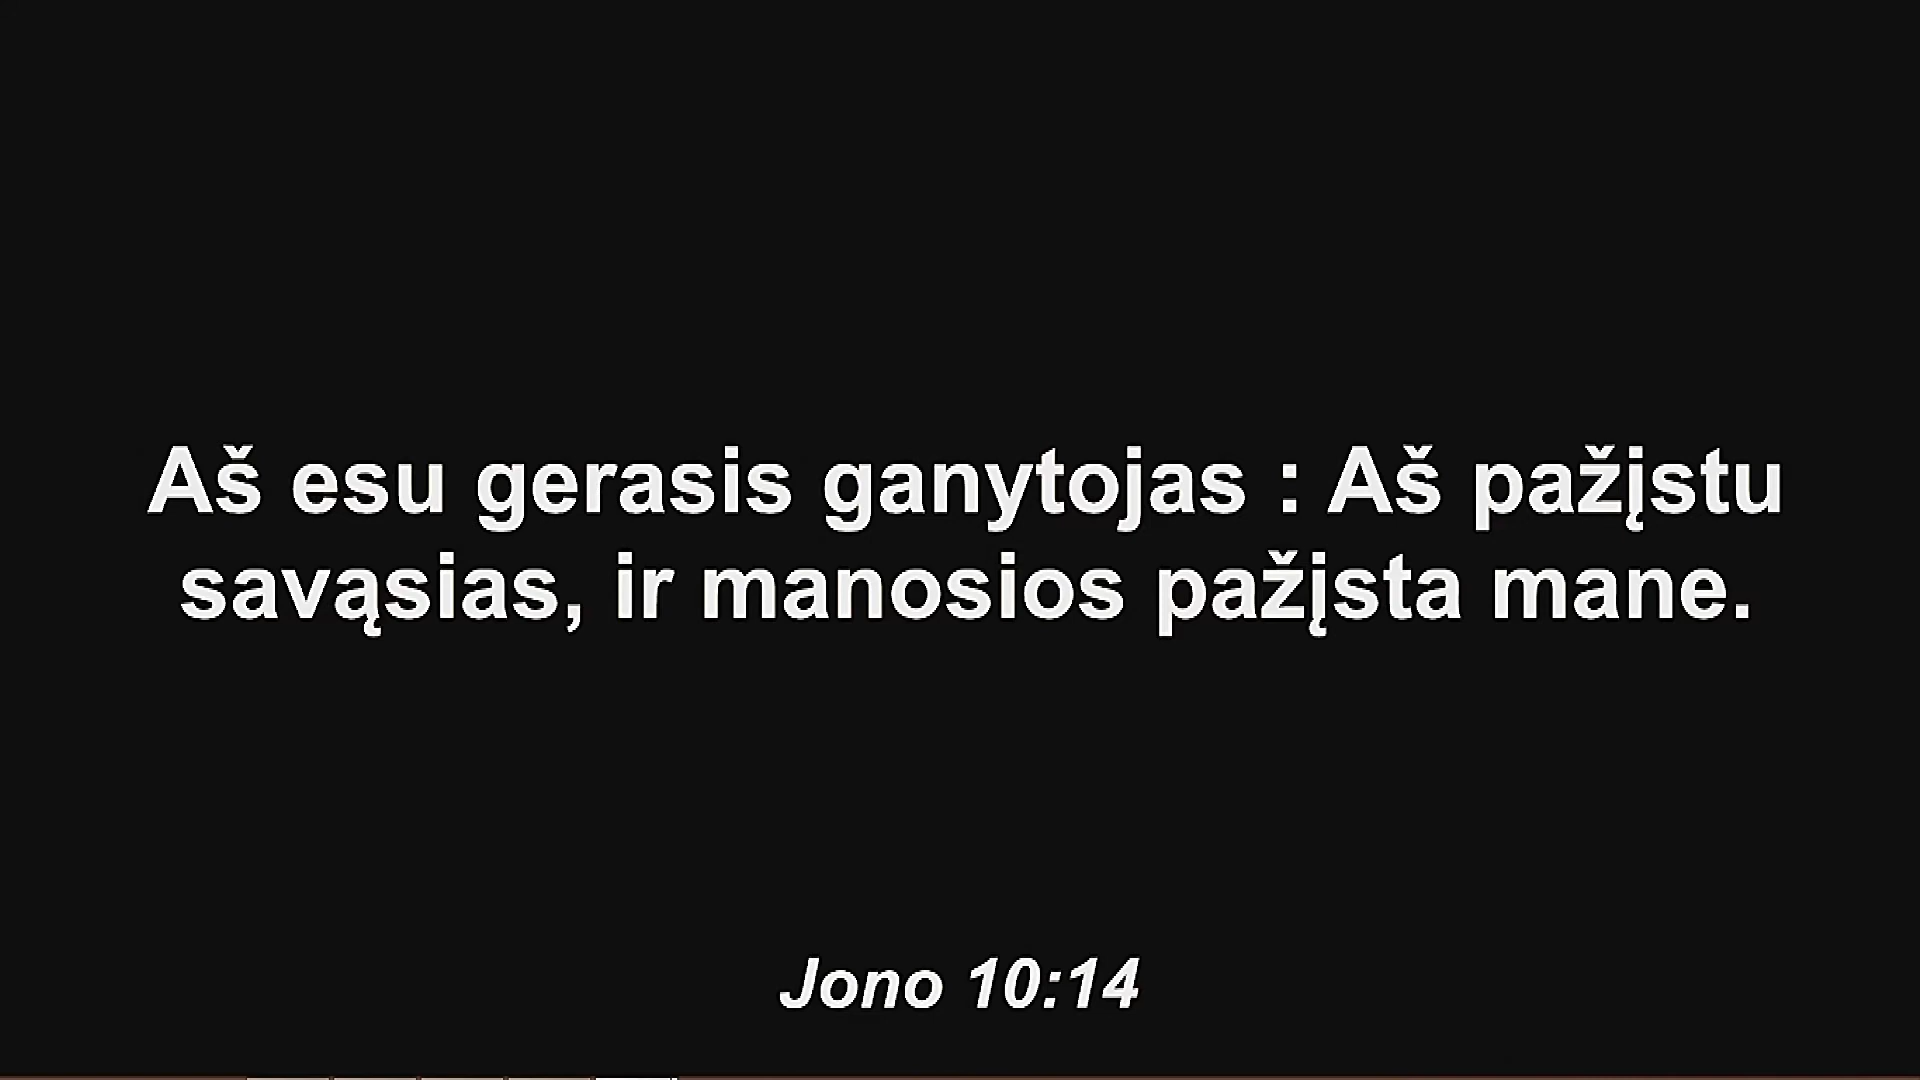 Aš esu gerasis ganytojas : Aš pažįstu
savąsias, ir manosios pažįsta mane.
Jono 10:14